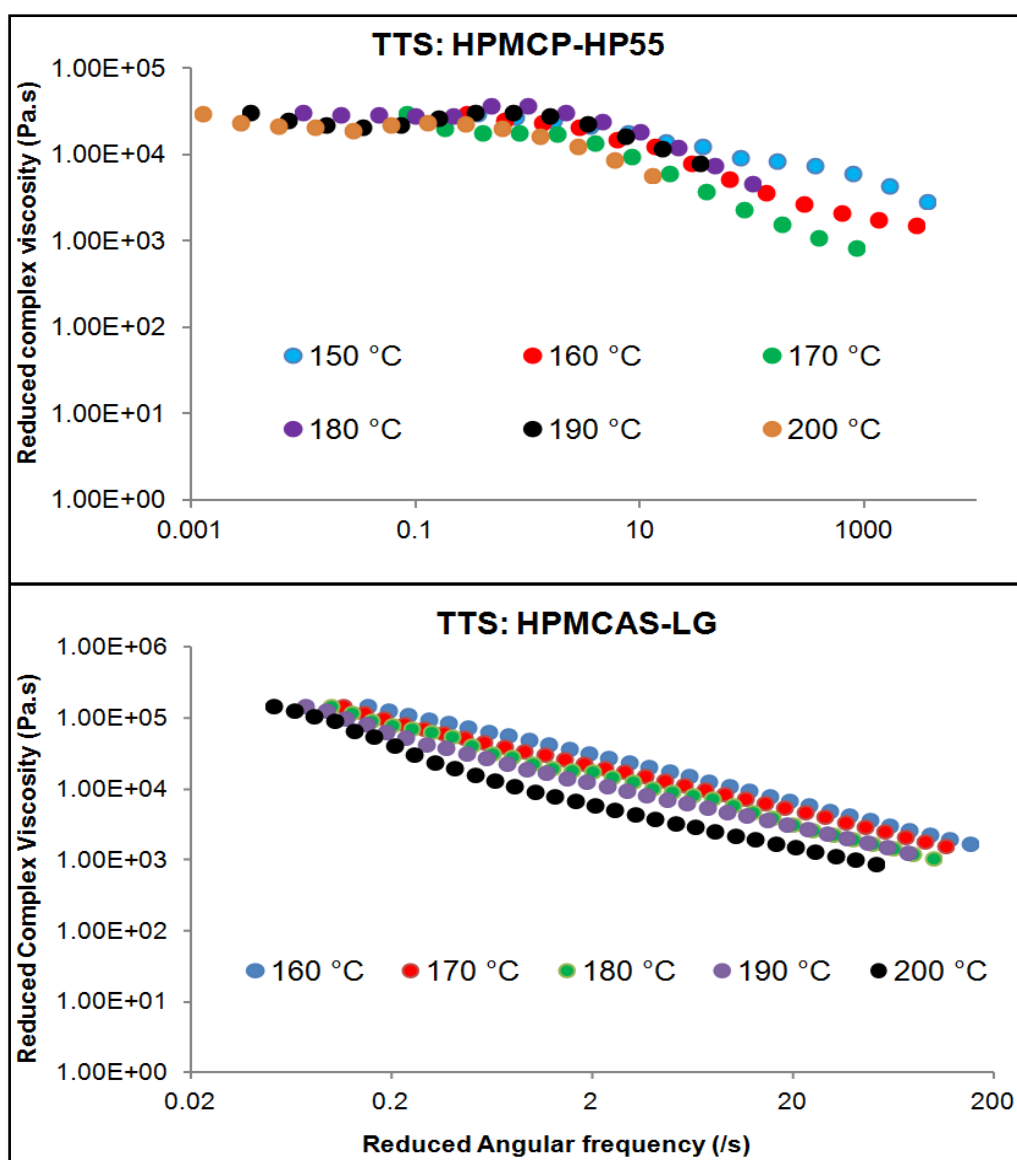 TTS: HPMCP-HP55
Reduced complex viscosity (Pa.s)
1.00E+05
1.00E+04
1.00E+03
1.00E+02
1.00E+01
1.00E+00
150 °C 160 °C 170 °C
180 °C 190 °C 200 °C
0.001 0.1 10 1000
TTS: HPMCAS-LG
Reduced Complex Viscosity (Pa.s)
1.00E+06
1.00E+05
1.00E+04
1.00E+03
1.00E+02
1.00E+01
1.00E+00
160 °C 170 °C 180 °C 190 °C 200 °C
0.02 0.2 2 20 200
Reduced Angular frequency (/s)